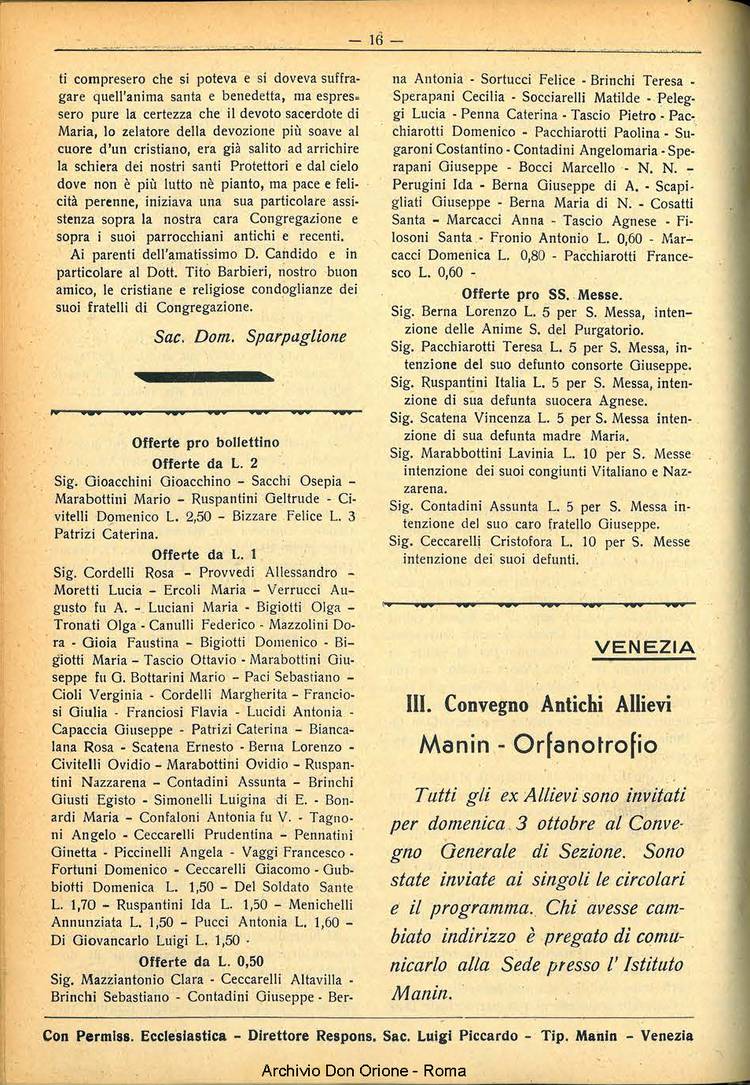 — 16 —
ti compresero che si poteva e si doveva suffra-
gare quell'anima santa e benedetta, ma espres-
sero pure la certezza che il devoto sacerdote di
Maria, lo zelatore della devozione più soave al
cuore d'un cristiano, era già salito ad arrichire
la schiera dei nostri santi Protettori e dal cielo
dove non è più lutto nè pianto, ma pace e feli-
cità perenne, iniziava una sua particolare assi-
stenza sopra la nostra cara Congregazione e
sopra i suoi parrocchiani antichi e recenti.
Ai parenti dell'amatissimo D. Candido e in
particolare al Dott. Tito Barbieri, nostro buon
amico, le cristiane e religiose condoglianze dei
suoi fratelli di Congregazione.
Sac. Dom. Sparpaglione
Offerte pro bollettino
Offerte da L. 2
Sig. Gioacchini Gioacchino - Sacchi Osepia -
Marabottini Mario - Ruspantini Geltrude - Ci-
vitelli Domenico L. 2,50 - Bizzare Felice L. 3
Patrizi Caterina.
Offerte da L. 1
Sig. Cordelli Rosa - Provvedi Allessandro -
Moretti Lucia - Ercoli Maria - Verrucci Au-
gusto fu A. - Luciani Maria - Bigiotti Olga -
Tronati Olga - Canulli Federico - Mazzolini Do-
ra - Gioia Faustina - Bigiotti Domenico - Bi-
giotti Maria - Tascio Ottavio - Marabottini Giu-
seppe fu G. Bottarini Mario - Paci Sebastiano -
Cioli Verginia - Cordelli Margherita - Francio-
si Giulia - Franciosi Flavia - Lucidi Antonia -
Capaccia Giuseppe - Patrizi Caterina - Bianca-
lana Rosa - Scatena Ernesto - Berna Lorenzo -
Civitelli Ovidio - Marabottini Ovidio - Ruspan-
tini Nazzarena - Contadini Assunta - Brinchi
Giusti Egisto - Simonelli Luigina di E. - Bon-
ardi Maria - Confaloni Antonia fu V. - Tagno-
ni Angelo - Ceccarelli Prudentina - Pennatini
Ginetta - Piccinelli Angela - Vaggi Francesco -
Fortuni Domenico - Ceccarelli Giacomo - Gub-
biotti Domenica L. 1,50 - Del Soldato Sante
L. 1,70 - Ruspantini Ida L. 1,50 - Menichelli
Annunziata L. 1,50 - Pucci Antonia L. 1,60 -
Di Giovancarlo Luigi L. 1,50 -
Offerte da L. 0,50
Sig. Mazziantonio Clara - Ceccarelli Altavilla -
Brinchi Sebastiano - Contadini Giuseppe - Ber-
na Antonia - Sortucci Felice - Brinchi Teresa -
Sperapani Cecilia - Socciarelli Matilde - Peleg-
gi Lucia - Penna Caterina - Tascio Pietro - Pac-
chiarotti Domenico - Pacchiarotti Paolina - Su-
garoni Costantino - Contadini Angelomaria - Spe-
rapani Giuseppe - Bocci Marcello - N. N. -
Perugini Ida - Berna Giuseppe di A. - Scapi-
gliati Giuseppe - Berna Maria di N. - Cosatti
Santa - Marcacci Anna - Tascio Agnese - Fi-
losoni Santa - Fronio Antonio L. 0,60 - Mar-
cacci Domenica L. 0,80 - Pacchiarotti France-
sco L. 0,60 -
Offerte pro SS. Messe.
Sig. Berna Lorenzo L. 5 per S. Messa, inten-
zione delle Anime S. del Purgatorio.
Sig. Pacchiarotti Teresa L. 5 per S. Messa, in-
tenzione del suo defunto consorte Giuseppe.
Sig. Ruspantini Italia L. 5 per S. Messa, inten-
zione di sua defunta suocera Agnese.
Sig. Scatena Vincenza L. 5 per S. Messa inten-
zione di sua defunta madre Maria.
Sig. Marabbottini Lavinia L. 10 per S. Messe
intenzione dei suoi congiunti Vitaliano e Naz-
zarena.
Sig. Contadini Assunta L. 5 per S. Messa in-
tenzione del suo caro fratello Giuseppe.
Sig. Ceccarelli Cristofora L. 10 per S. Messe
intenzione dei suoi defunti.
VENEZIA
III. Convegno Antichi Allievi
Manin - Orfanotrofio
Tutti gli ex Allievi sono invitati
per domenica 3 ottobre al Conve-
gno Generale di Sezione. Sono
state inviate ai singoli le circolari
e il programma. Chi avesse cam-
biato indirizzo è pregato di comu-
nicarlo alla Sede presso l' Istituto
Manin.
Con Permiss. Ecclesiastica - Direttore Respons. Sac. Luigi Piccardo - Tip. Manin - Venezia
Archivio Don Orione - Roma